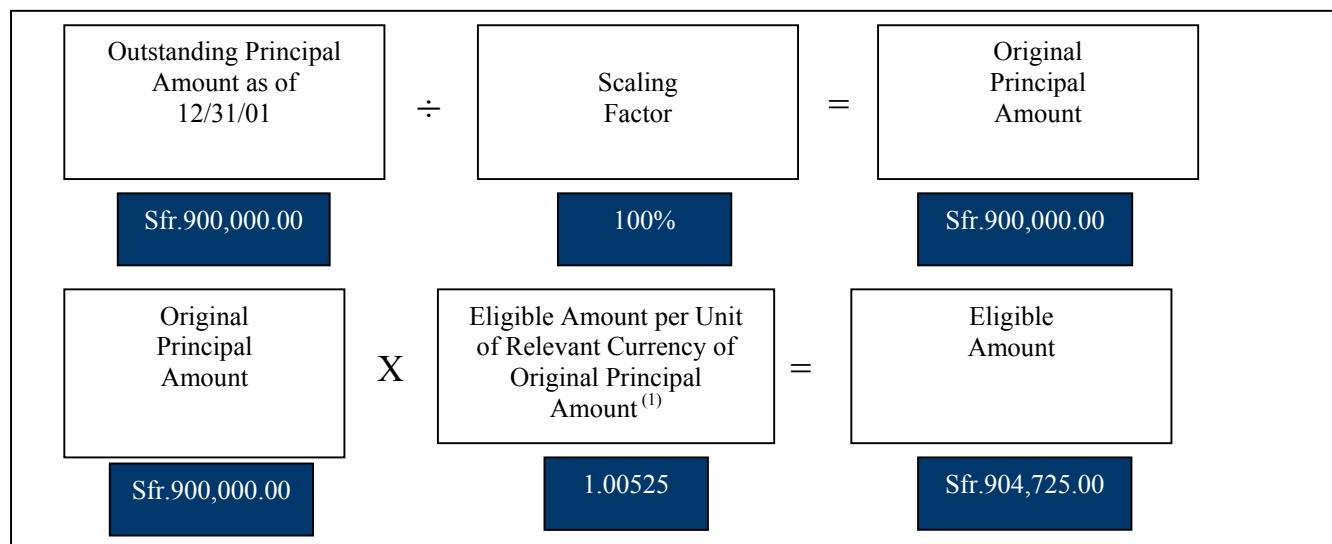 Outstanding Principal
Amount as of
12/31/01
÷
Scaling
Factor
=
Original
Principal
Amount
Sfr.900,000.00
100%
Sfr.900,000.00
Original
Principal
Amount
X
Eligible Amount per Unit
of Relevant Currency of
Original Principal
Amount (1)
=
Eligible
Amount
Sfr.900,000.00
1.00525
Sfr.904,725.00